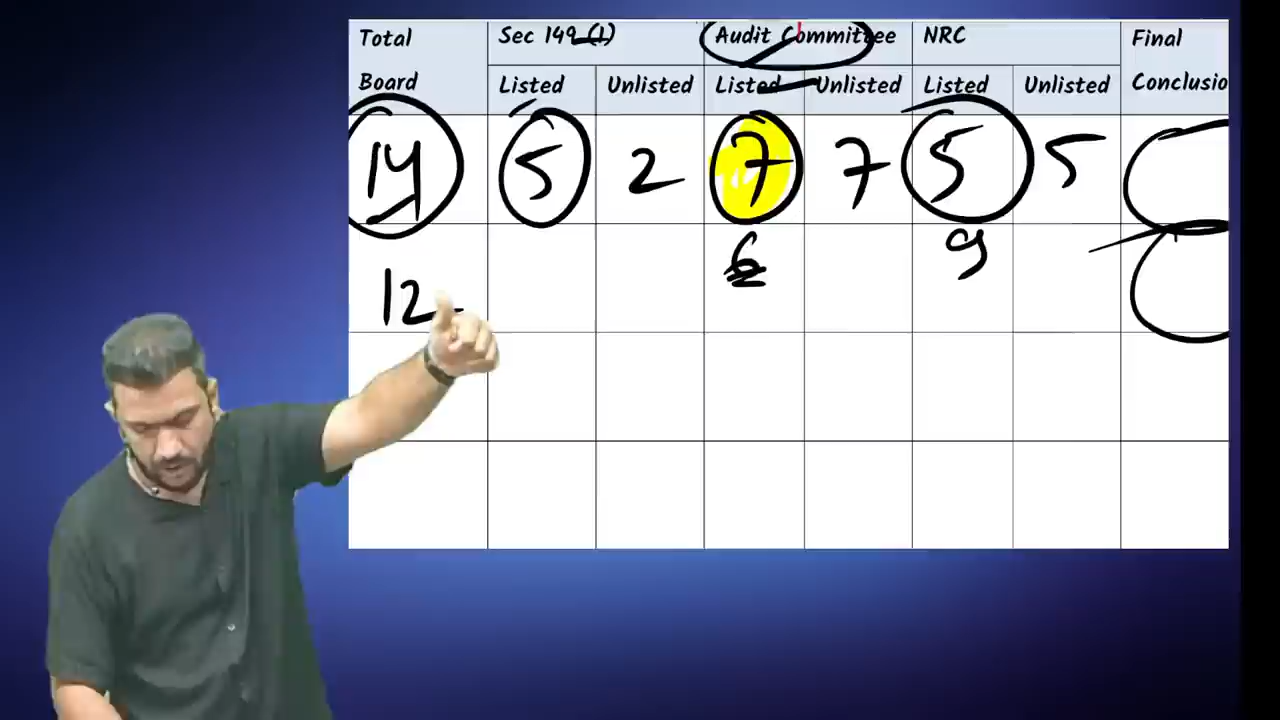 Total Board
Sec 149 (1)
Audit Committee
NRC
Final Conclusio
Listed
Unlisted
Listed
Unlisted
Listed
Unlisted
14
5
2
7
7
5
5
12
6
9